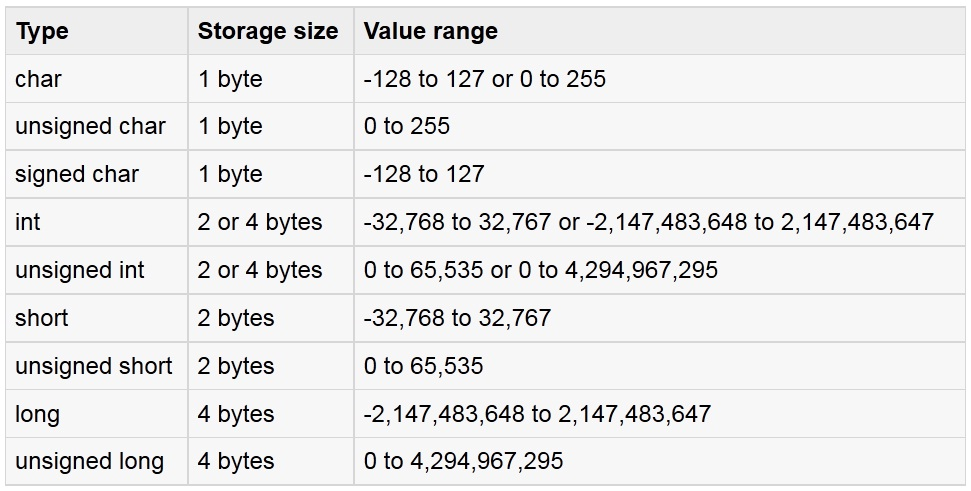 Type Storage size Value range
char 1 byte -128 to 127 or 0 to 255
unsigned char 1 byte 0 to 255
signed char 1 byte -128 to 127
int 2 or 4 bytes -32,768 to 32,767 or -2,147,483,648 to 2,147,483,647
unsigned int 2 or 4 bytes 0 to 65,535 or 0 to 4,294,967,295
short 2 bytes -32,768 to 32,767
unsigned short 2 bytes 0 to 65,535
long 4 bytes -2,147,483,648 to 2,147,483,647
unsigned long 4 bytes 0 to 4,294,967,295